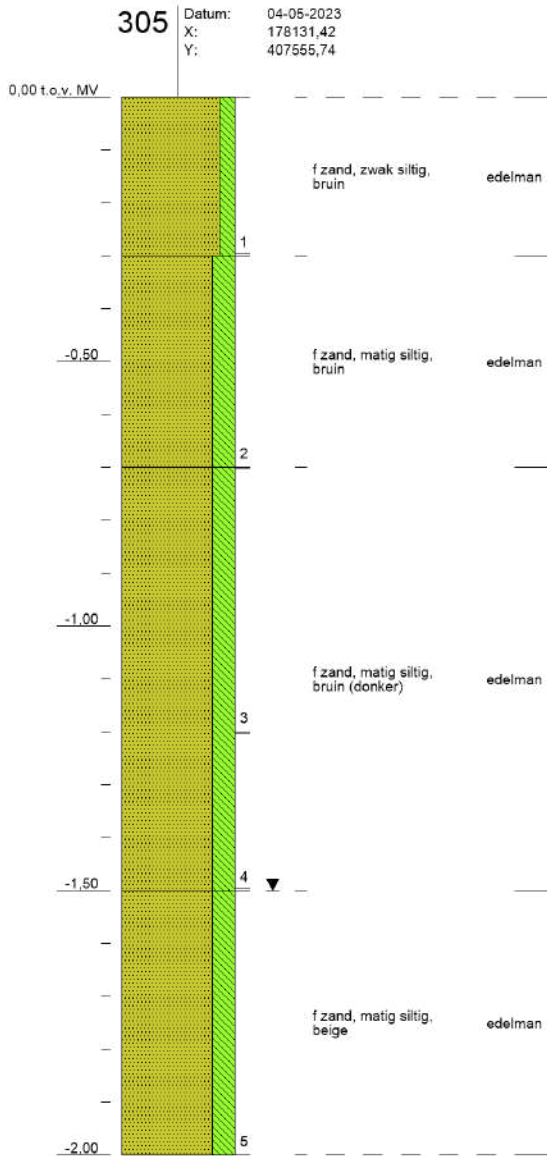 305
Datum: 04-05-2023
X: 178131,42
Y: 407555,74
0,00 t.o.v. MV
f zand, zwak siltig,
bruin
edelman
1
-0,50
f zand, matig siltig,
bruin
edelman
2
-1,00
f zand, matig siltig,
bruin (donker)
edelman
3
4
-1,50
f zand, matig siltig,
beige
edelman
5
-2,00